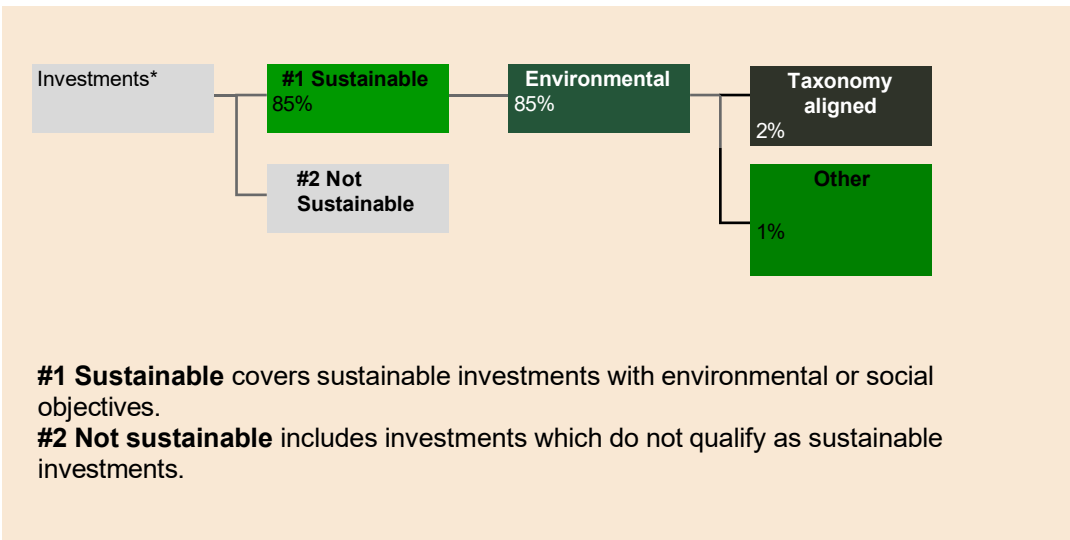 Investments*
#1 Sustainable
85%
Environmental
85%
Taxonomy
aligned
2%
#2 Not
Sustainable
Other
1%
#1 Sustainable covers sustainable investments with environmental or social
objectives.
#2 Not sustainable includes investments which do not qualify as sustainable
investments.